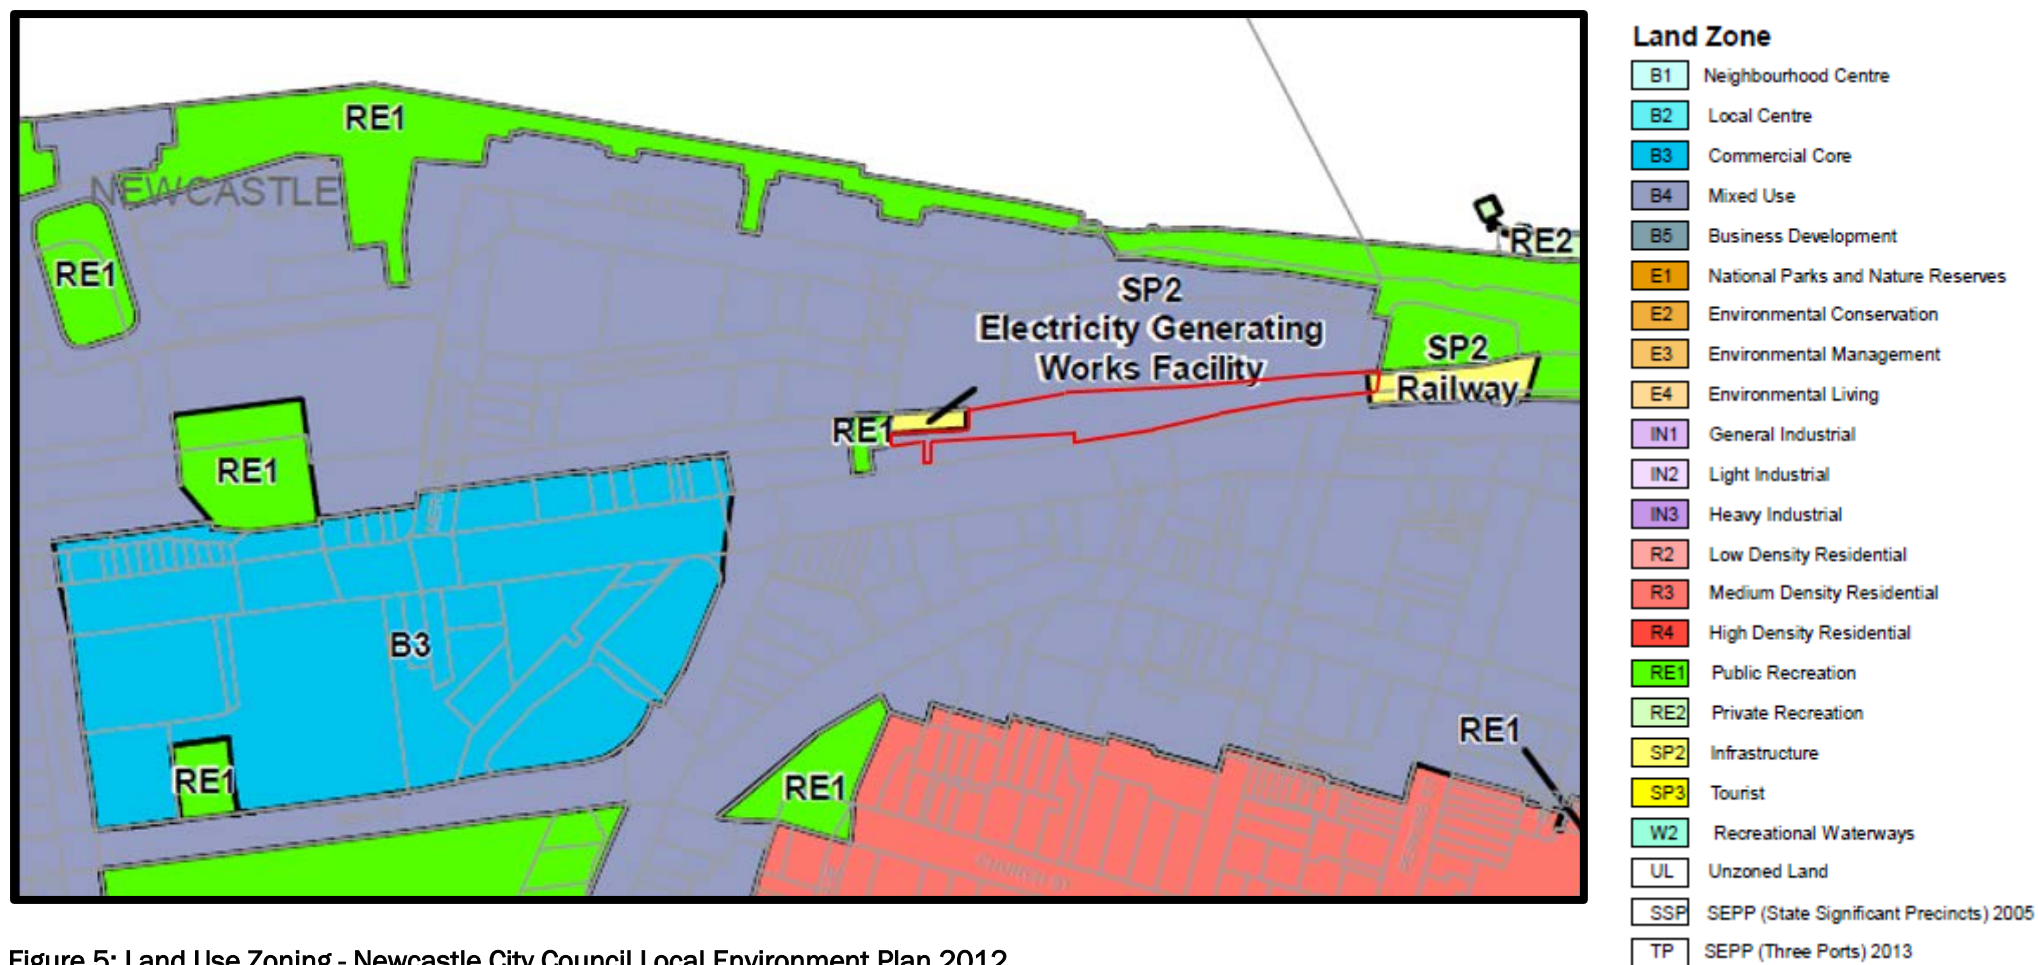 RE1
NEWCASTLE
RE1
RE2
SP2
Electricity Generating
Works Facility
SP2
Railway
RE1
RE1
B3
RE1
RE1
RE1
CHURCH ST
Land Zone
B1 Neighbourhood Centre
B2 Local Centre
B3 Commercial Core
B4 Mixed Use
B5 Business Development
E1 National Parks and Nature Reserves
E2 Environmental Conservation
E3 Environmental Management
E4 Environmental Living
IN1 General Industrial
IN2 Light Industrial
IN3 Heavy Industrial
R2 Low Density Residential
R3 Medium Density Residential
R4 High Density Residential
RE1 Public Recreation
RE2 Private Recreation
SP2 Infrastructure
SP3 Tourist
W2 Recreational Waterways
UL Unzoned Land
SSP SEPP (State Significant Precincts) 2005
TP SEPP (Three Ports) 2013
Figure 5: Land Use Zoning - Newcastle City Council Local Environment Plan 2012